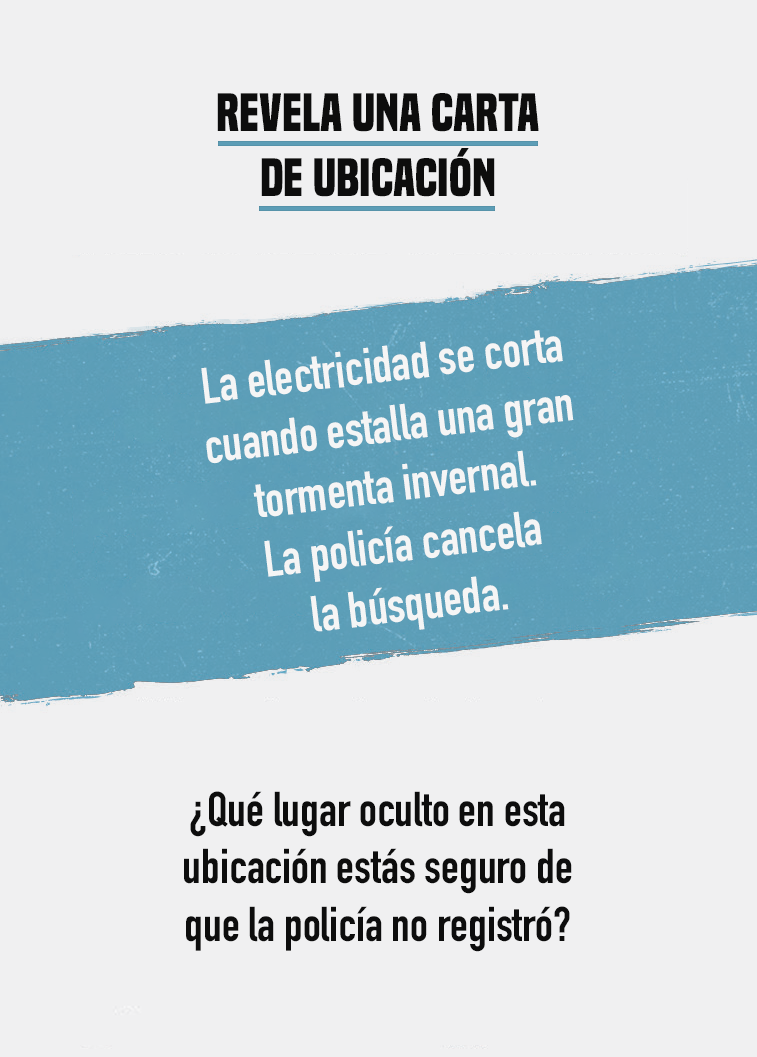 REVELA UNA CARTA
DE UBICACIÓN
La electricidad se corta
cuando estalla una gran
tormenta invernal.
La policía cancela
la búsqueda.
¿Qué lugar oculto en esta
ubicación estás seguro de
que la policía no registró?